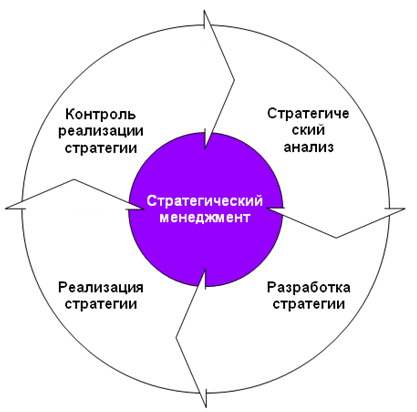 Контроль
реализации
стратегии
Стратегиче
ский
анализ
Стратегический
менеджмент
Реализация
стратегии
Разработка
стратегии